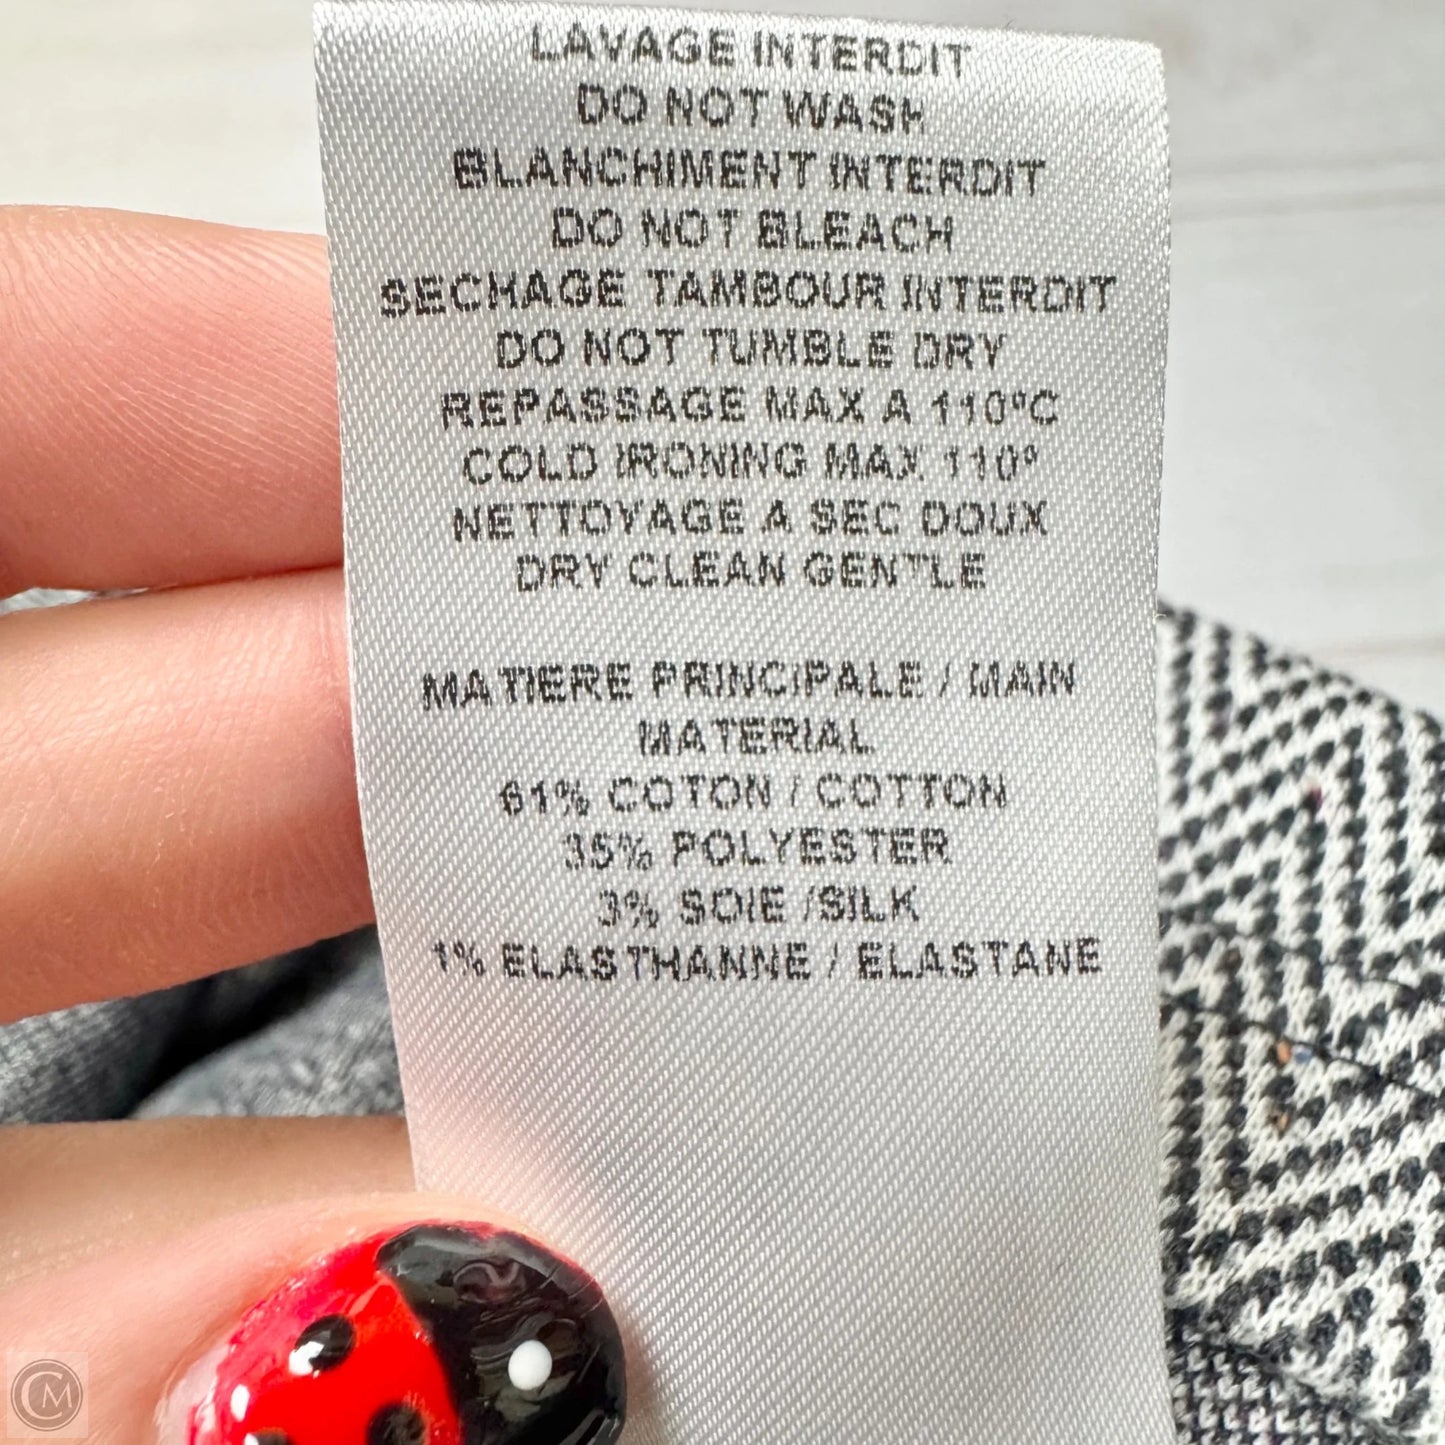 LAVAGE INTERDIT
DO NOT WASH
BLANCHIMENT INTERDIT
DO NOT BLEACH
SECHAGE TAMBOUR INTERDIT
DO NOT TUMBLE DRY
REPASSAGE MAX A 110°C
COLD IRONING MAX 110°
NETTOYAGE A SEC DOUX
DRY CLEAN GENTLE
MATIERE PRINCIPALE / MAIN
MATERIAL
61% COTON / COTTON
35% POLYESTER
3% SOIE /SILK
1% ELASTHANNE / ELASTANE
CM